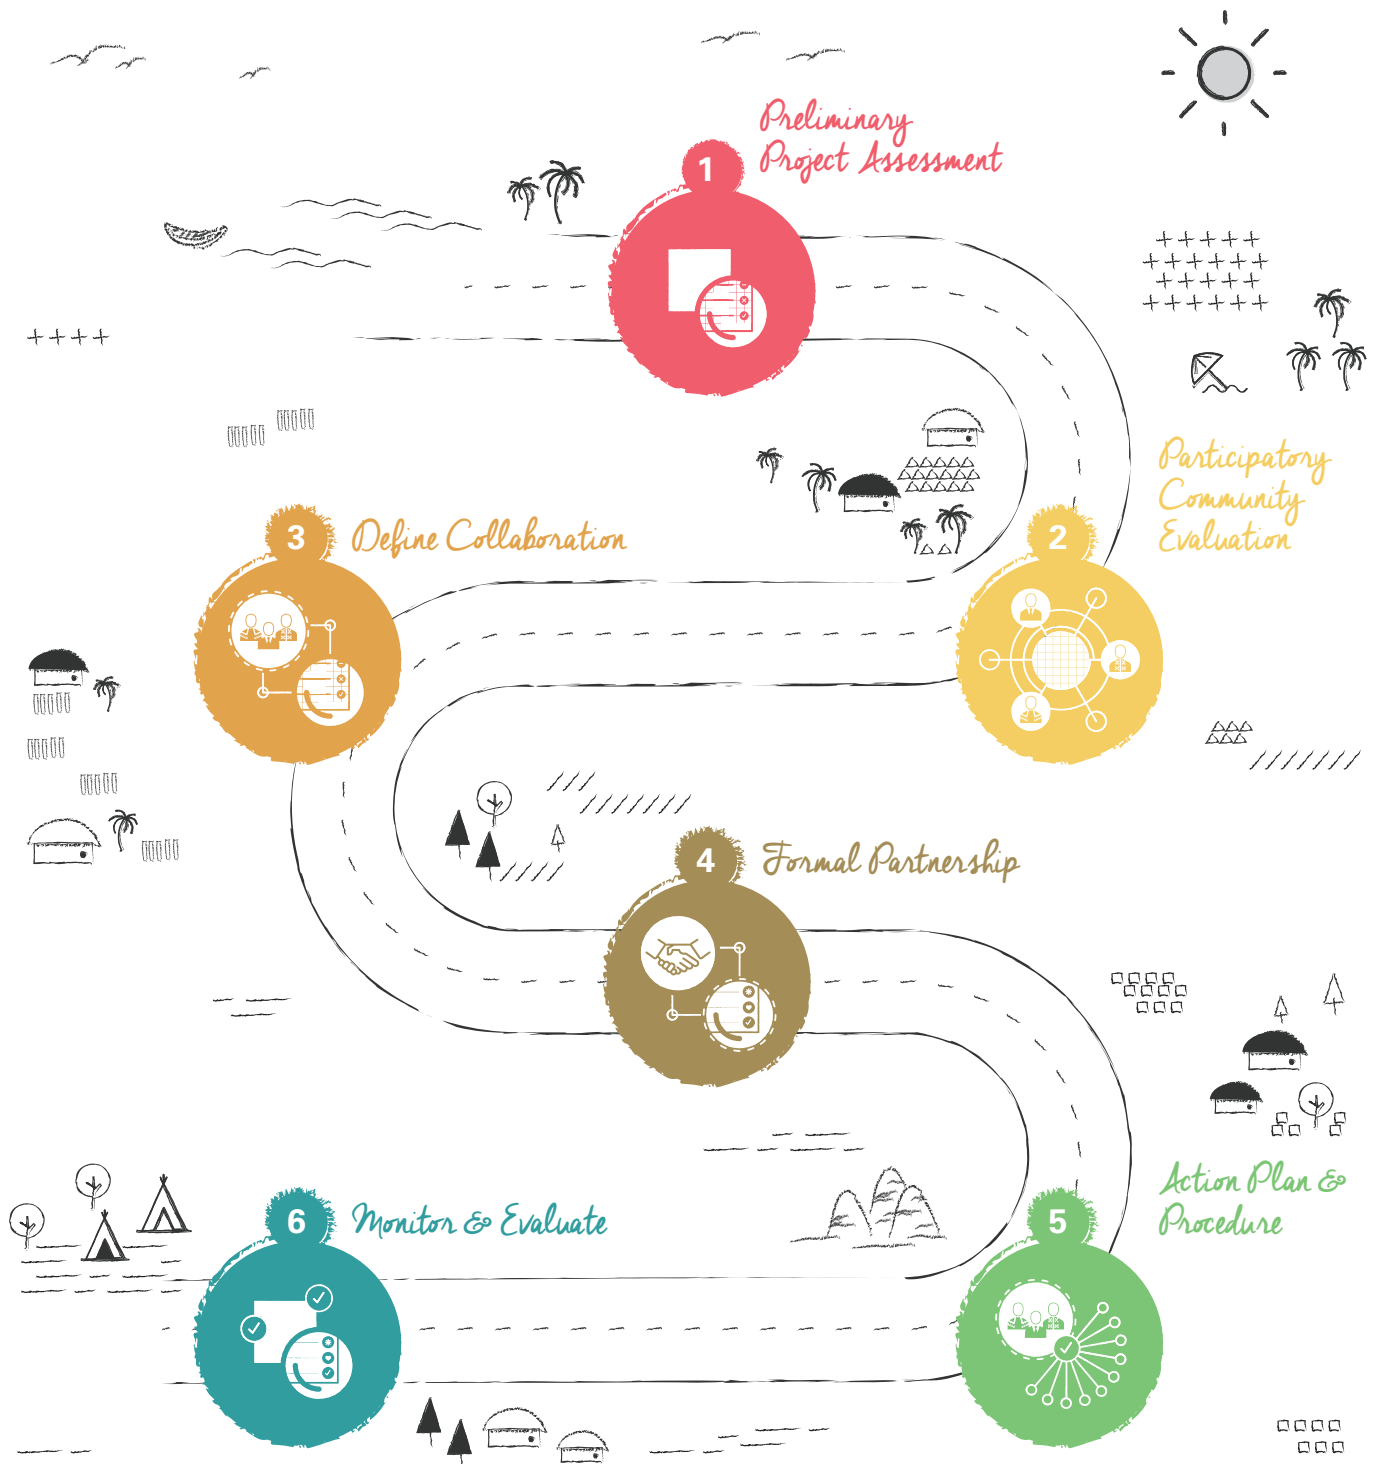 1
Preliminary
Project Assessment
2
Participatory
Community
Evaluation
3
Define Collaboration
4
Formal Partnership
5
Action Plan &
Procedure
6
Monitor & Evaluate